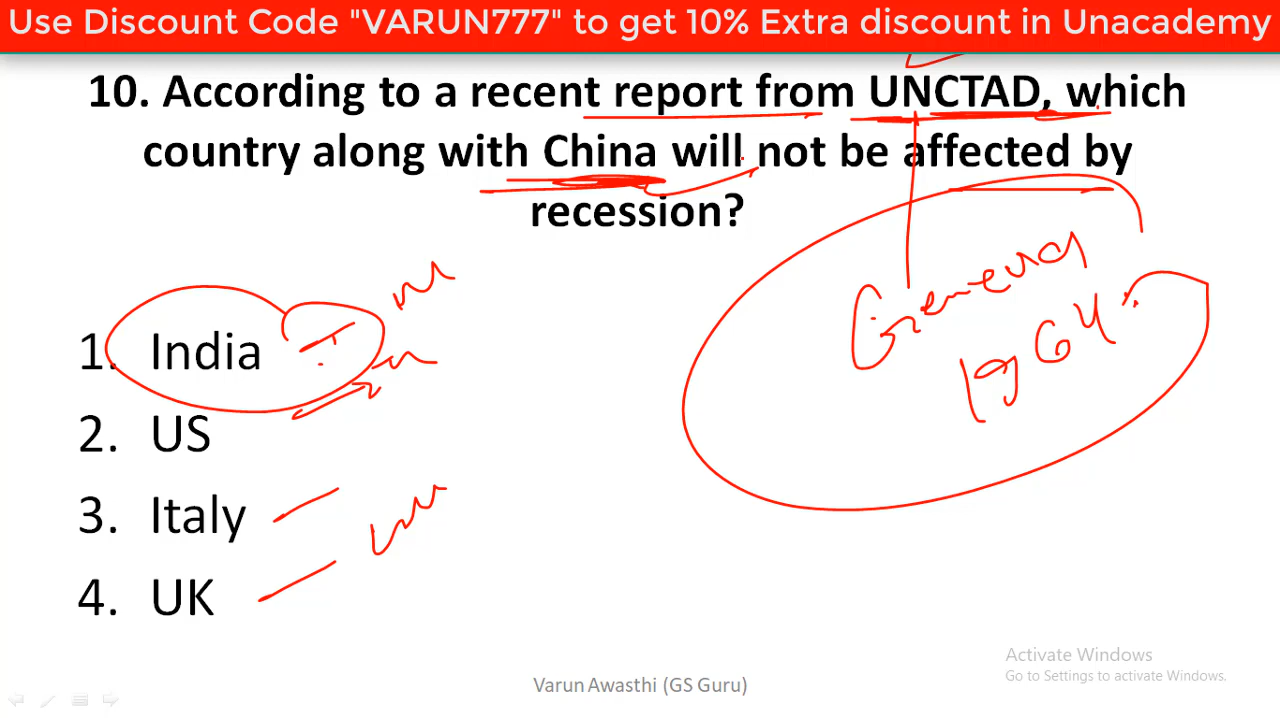 Use Discount Code "VARUN777" to get 10% Extra discount in Unacademy
10. According to a recent report from UNCTAD, which
country along with China will not be affected by
recession?
1. India
2. US
3. Italy
4. UK
Geneva
1964
Activate Windows
Go to Settings to activate Windows.
Varun Awasthi (GS Guru)